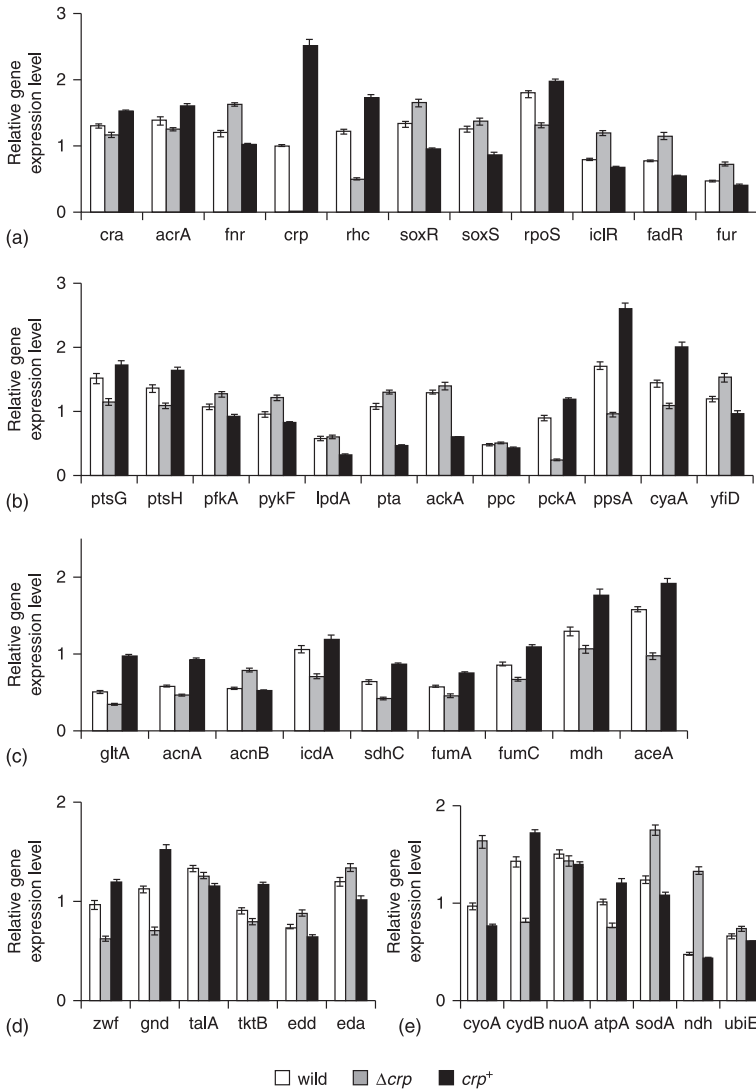 3
2
1
0
Relative gene
expression level
(a)
cra acrA fnr crp rhc soxR soxS rpoS iclR fadR fur
3
2
1
0
Relative gene
expression level
(b)
ptsG ptsH pfkA pykF lpdA pta ackA ppc pckA ppsA cyaA yfiD
2
1
0
Relative gene
expression level
(c)
gltA acnA acnB icdA sdhC fumA fumC mdh aceA
2
1
0
Relative gene
expression level
(d)
zwf gnd talA tktB edd eda
2
1
0
Relative gene
expression level
(e)
cyoA cydB nuoA atpA sodA ndh ubiE
wild Δcrp crp+